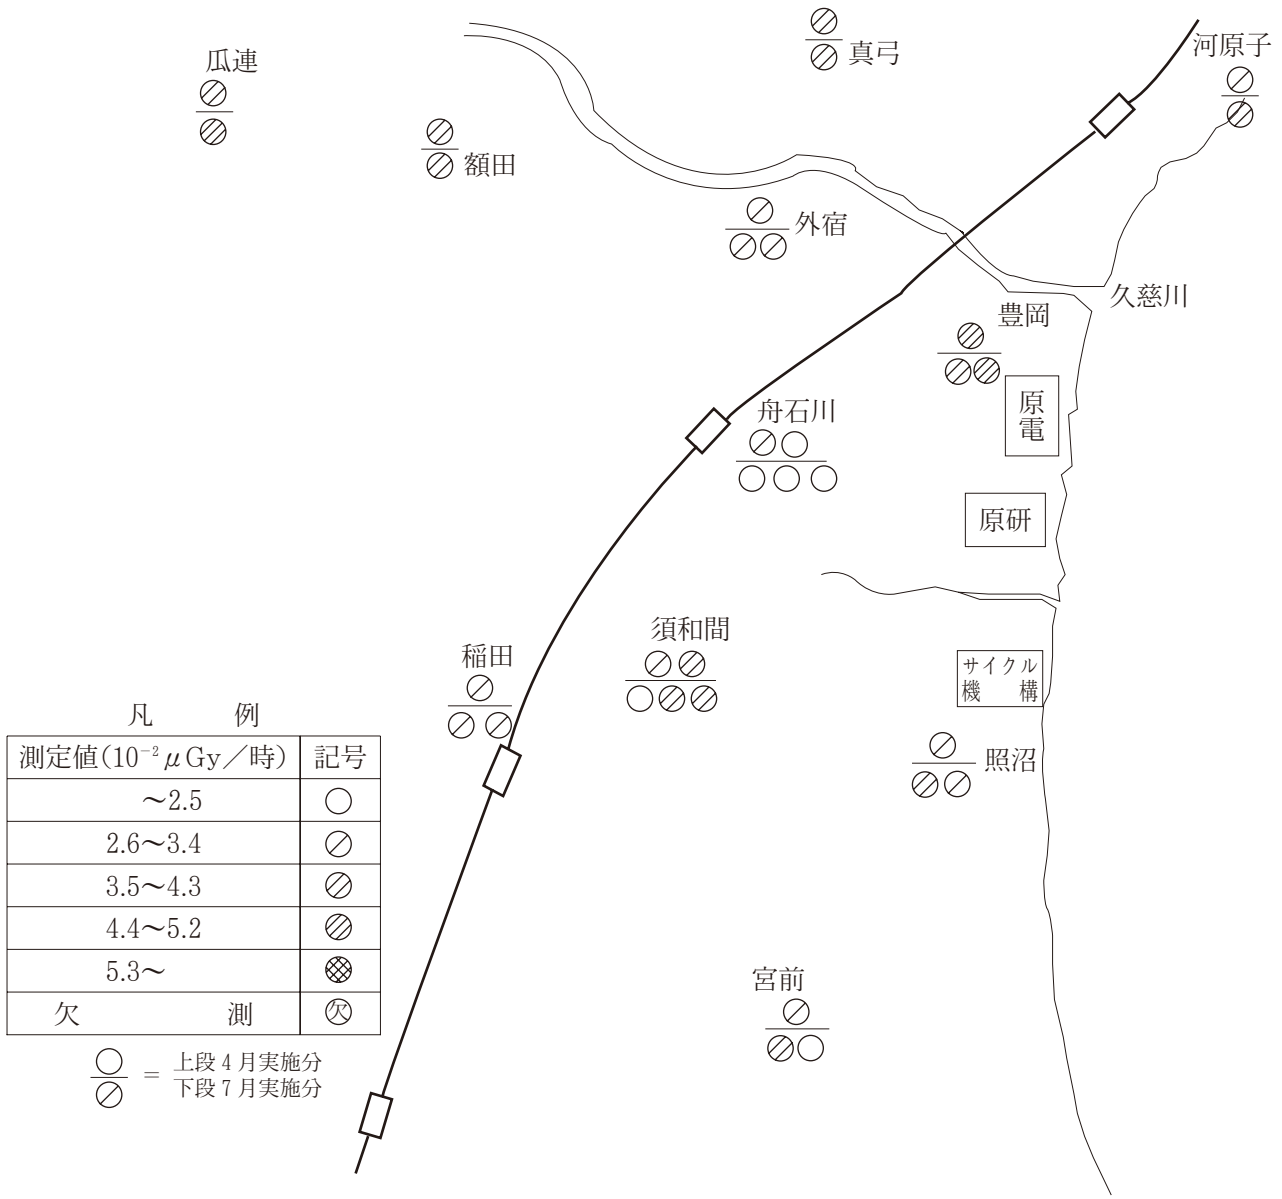 真弓
河原子
瓜連
額田
外宿
久慈川
豊岡
原電
舟石川
原研
須和間
稲田
サイクル
機 構
照沼
凡 例
測定値(10⁻²μGy／時) 記号
～2.5
2.6～3.4
3.5～4.3
4.4～5.2
5.3～
欠 測 欠
宮前
= 上段4月実施分
下段7月実施分